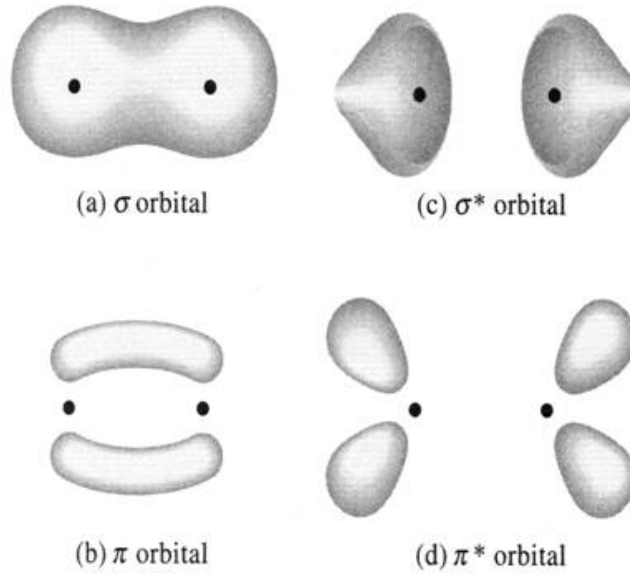 (a) σ orbital
(c) σ* orbital
(b) π orbital
(d) π* orbital